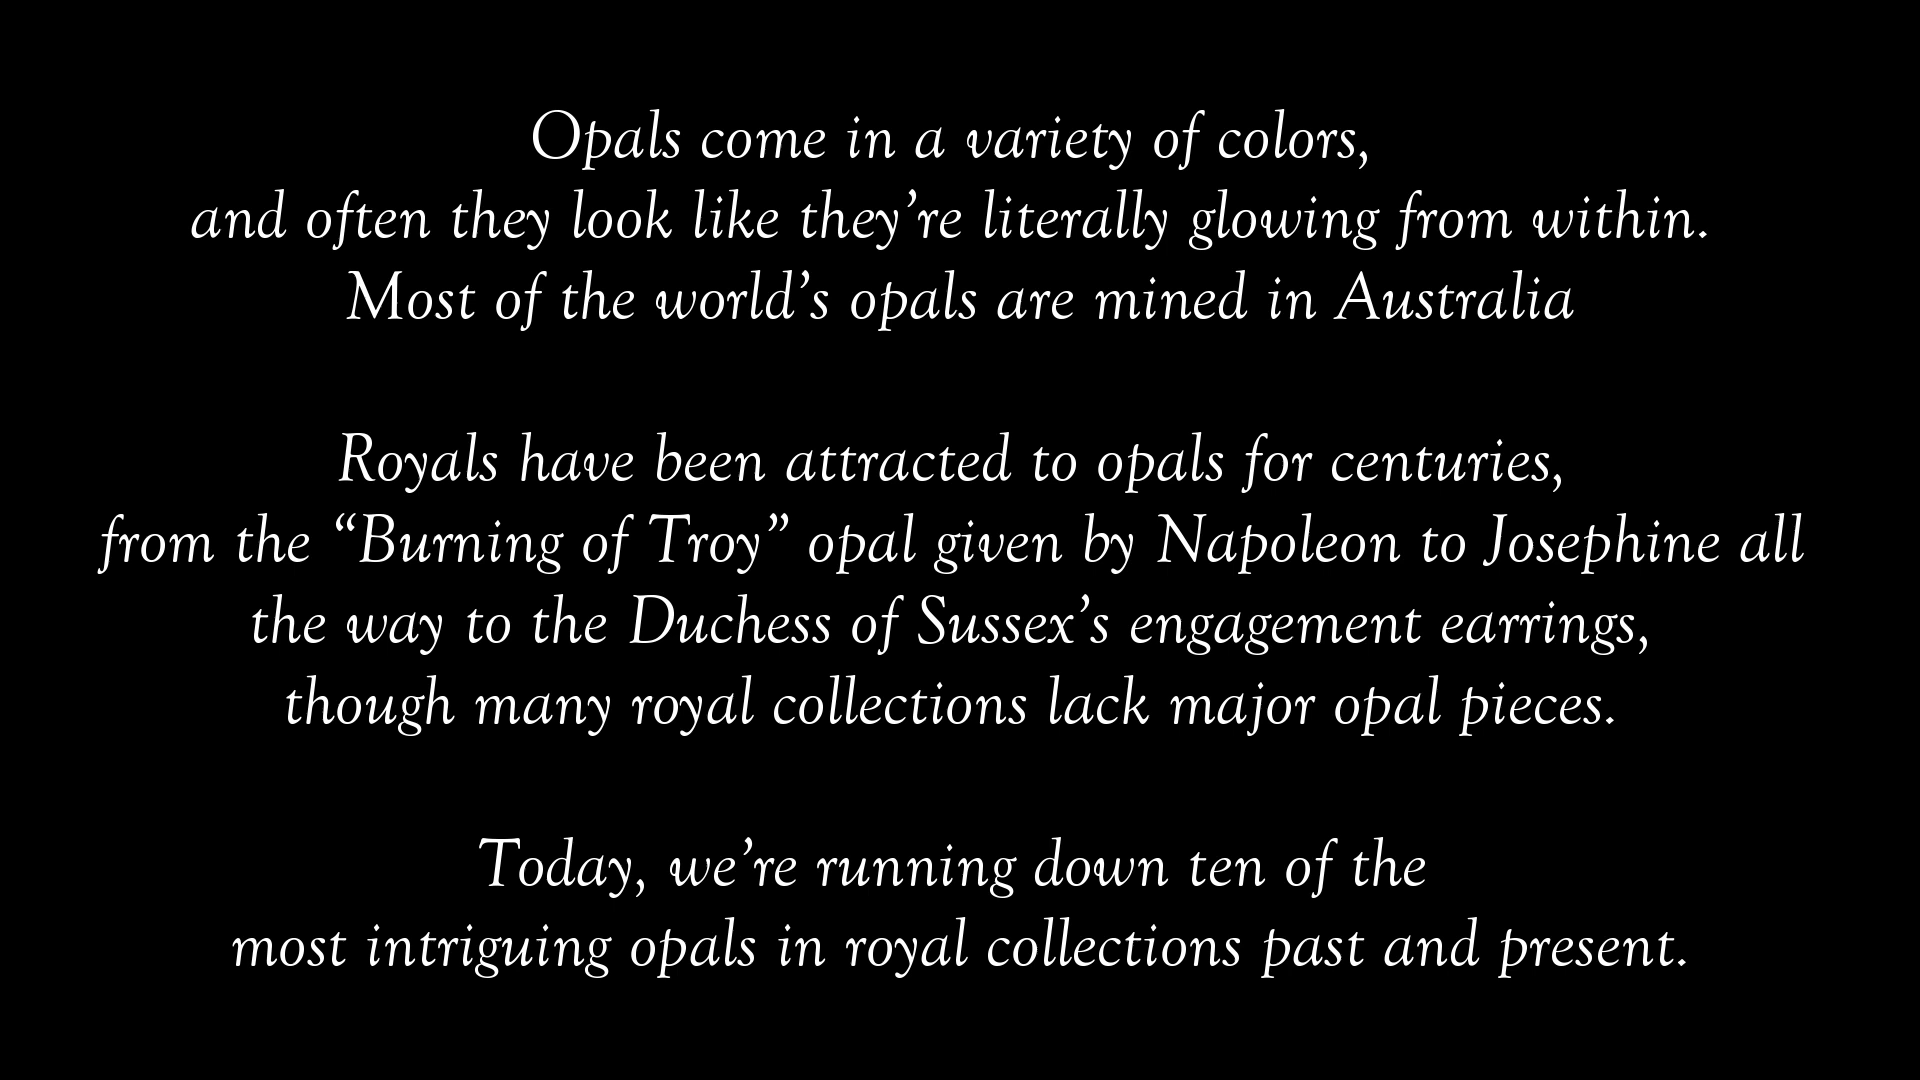 Opals come in a variety of colors,
and often they look like they’re literally glowing from within.
Most of the world’s opals are mined in Australia
Royals have been attracted to opals for centuries,
from the “Burning of Troy” opal given by Napoleon to Josephine all
the way to the Duchess of Sussex’s engagement earrings,
though many royal collections lack major opal pieces.
Today, we’re running down ten of the
most intriguing opals in royal collections past and present.